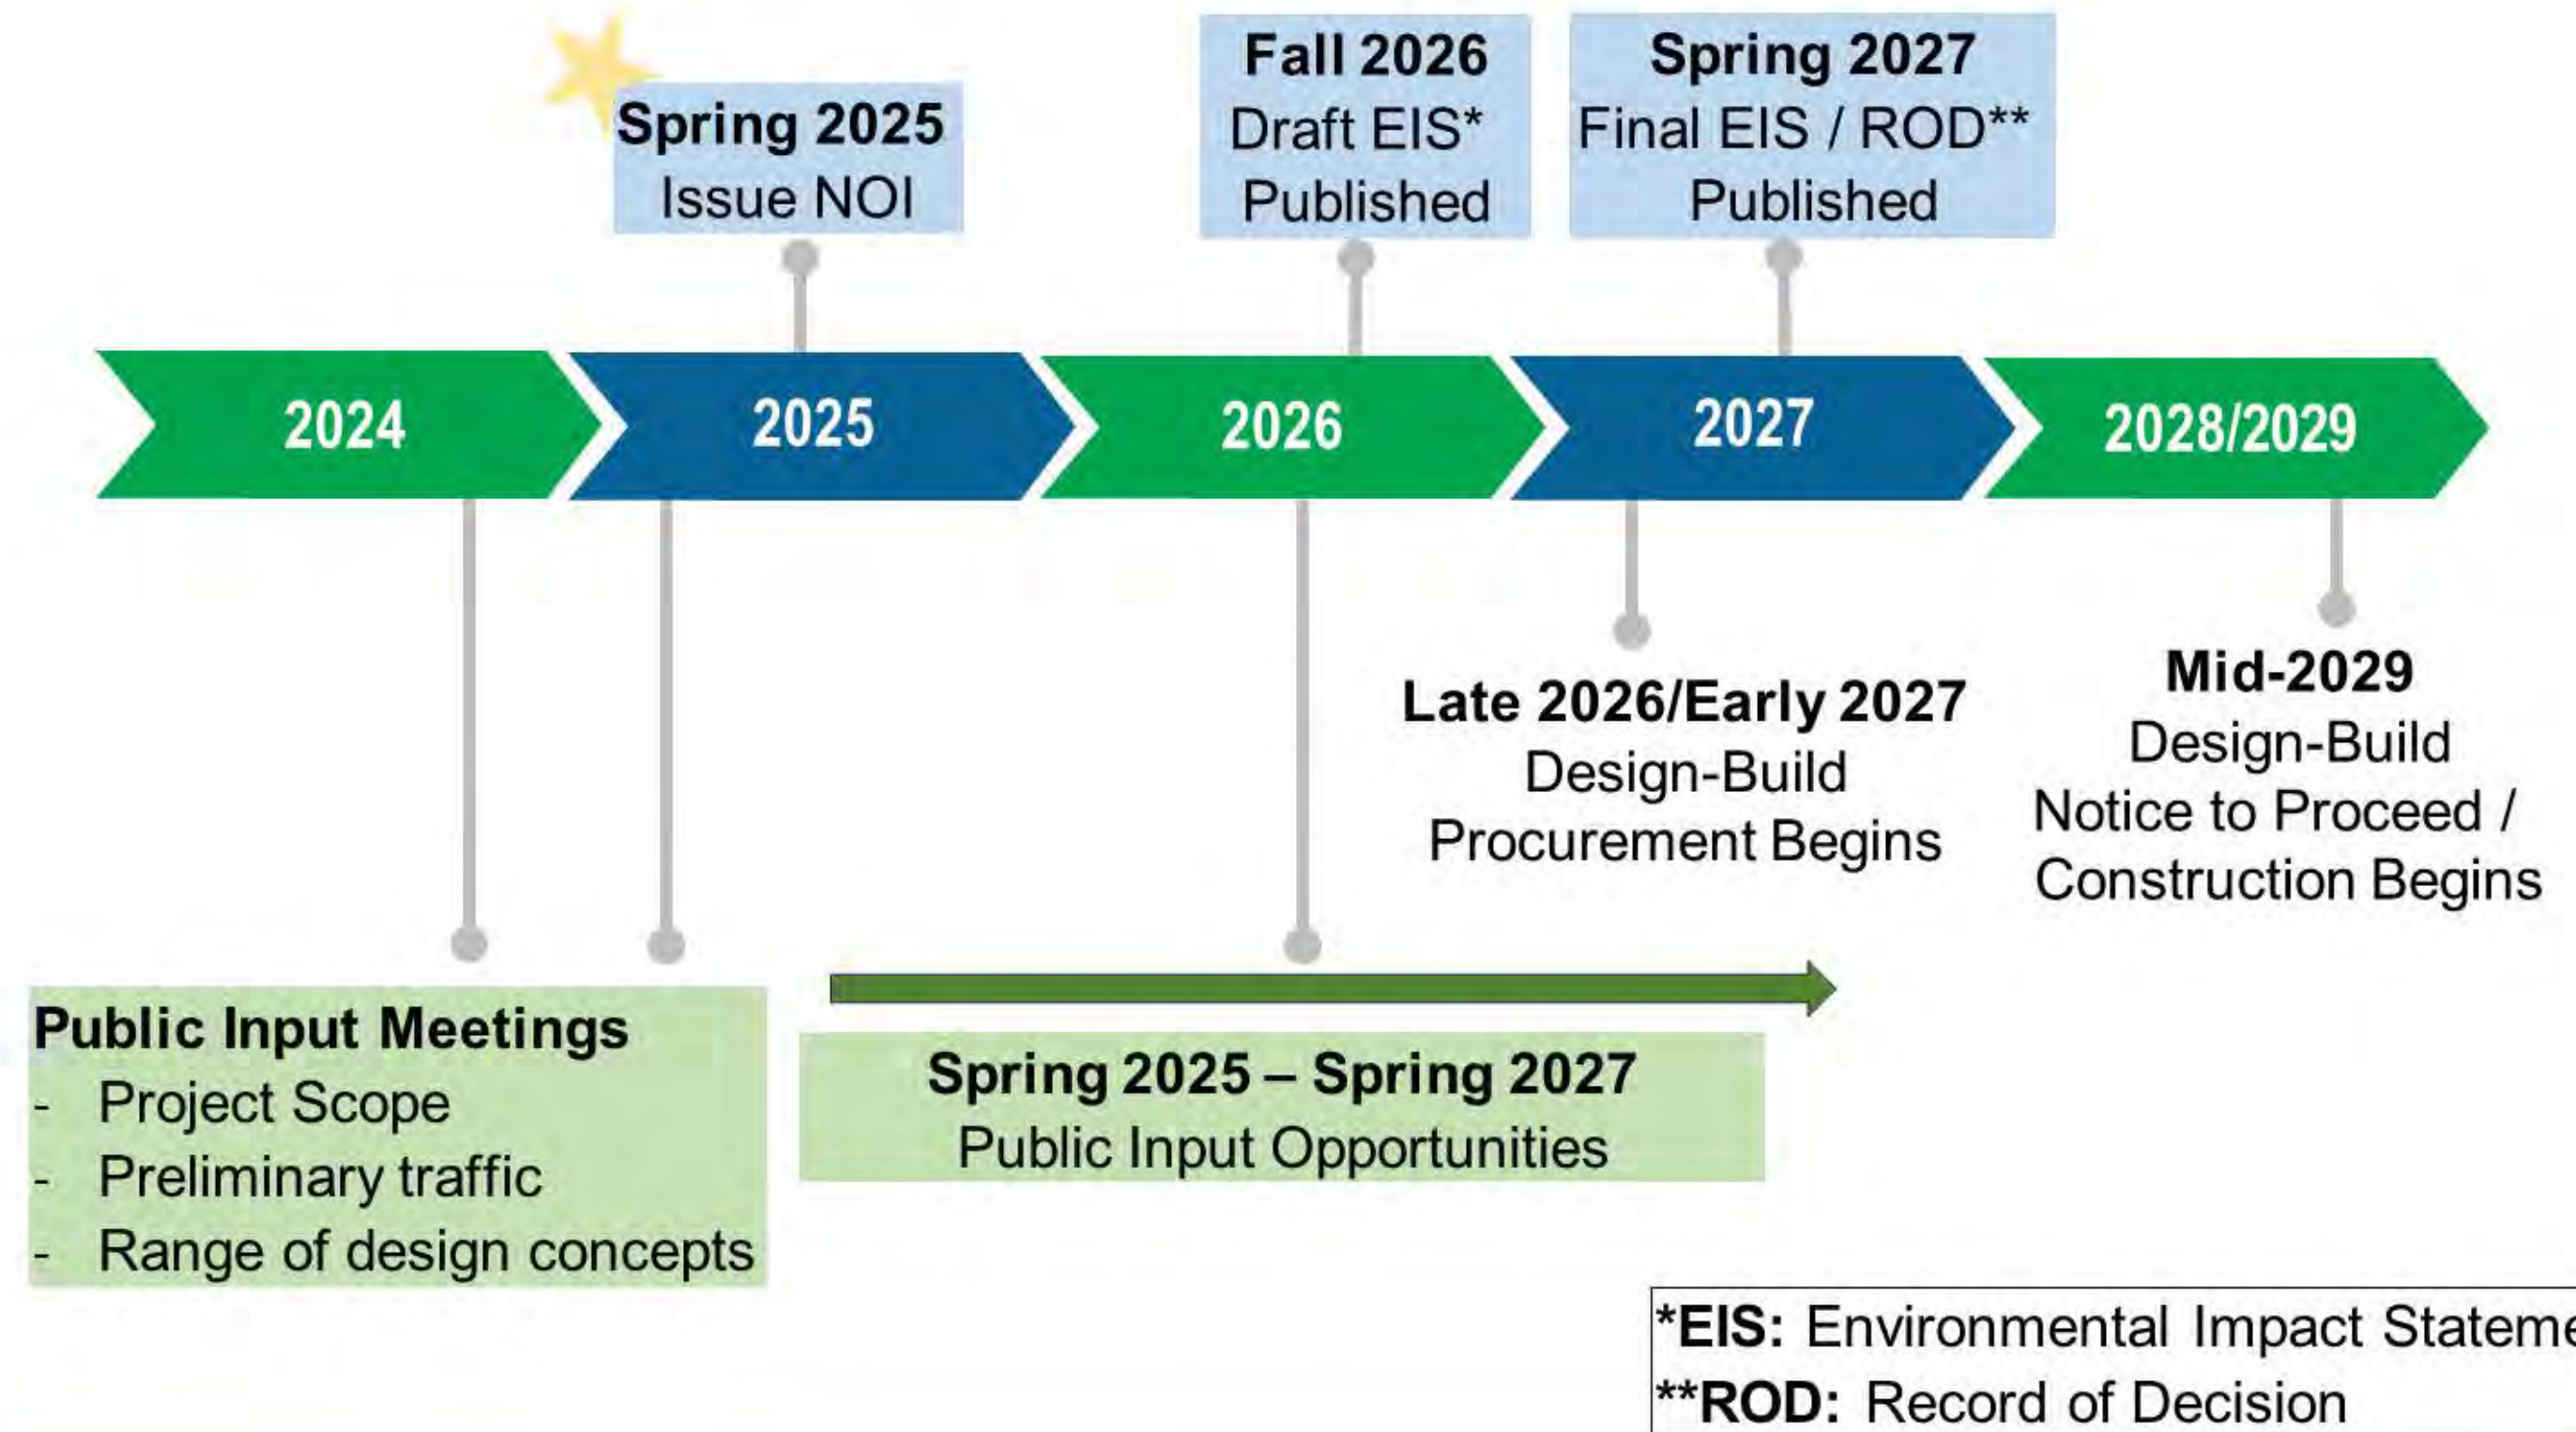 Spring 2025
Issue NOI
Fall 2026
Draft EIS*
Published
Spring 2027
Final EIS / ROD**
Published
2024
2025
2026
2027
2028/2029
Late 2026/Early 2027
Design-Build
Procurement Begins
Mid-2029
Design-Build
Notice to Proceed /
Construction Begins
Public Input Meetings
- Project Scope
- Preliminary traffic
- Range of design concepts
Spring 2025 – Spring 2027
Public Input Opportunities
*EIS: Environmental Impact Stateme
**ROD: Record of Decision